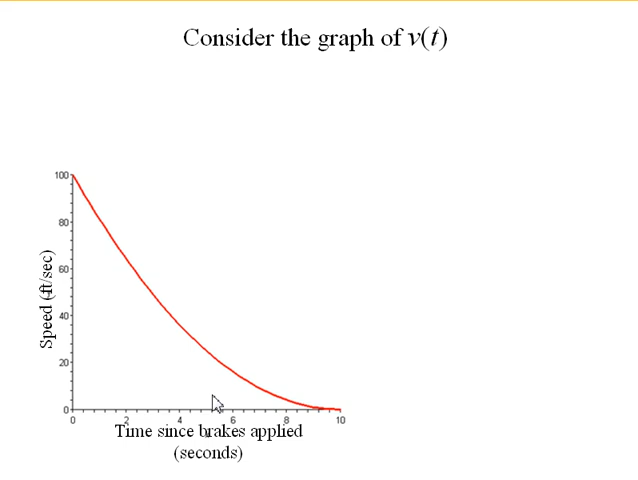 Consider the graph of v(t)
100
80
60
40
20
0
Speed (ft/sec)
0 2 4 6 8 10
Time since brakes applied
(seconds)